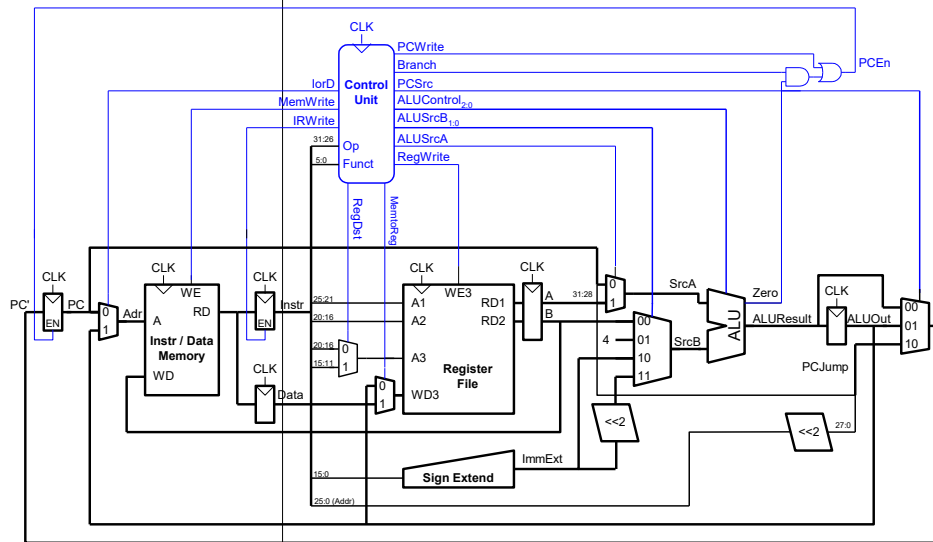 CLK
PCWrite
Branch
PCEn
IorD
Control
Unit
PCSrc
MemWrite
ALUControl2:0
IRWrite
ALUSrcB1:0
31:26
Op
ALUSrcA
5:0
Funct
RegWrite
RegDst
MemtoReg
CLK
CLK
CLK
CLK
CLK
PC'
PC
EN
0
1
Adr
A
WE
RD
Instr / Data
Memory
WD
EN
Instr
25:21
A1
WE3
RD1
A
31:28
0
1
SrcA
Zero
CLK
20:16
A2
RD2
B
00
4
01
10
11
SrcB
ALU
ALUResult
ALUOut
00
01
10
20:16
0
15:11
1
A3
Register
File
PCJump
CLK
Data
0
1
WD3
<<2
<<2
27:0
ImmExt
15:0
Sign Extend
25:0 (Addr)